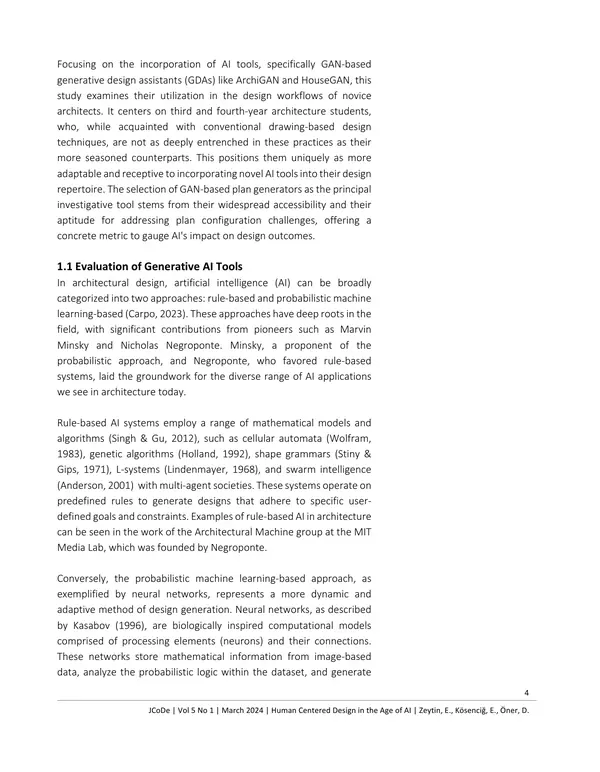 Focusing on the incorporation of AI tools, specifically GAN-based
generative design assistants (GDAs) like ArchiGAN and HouseGAN, this
study examines their utilization in the design workflows of novice
architects. It centers on third and fourth-year architecture students,
who, while acquainted with conventional drawing-based design
techniques, are not as deeply entrenched in these practices as their
more seasoned counterparts. This positions them uniquely as more
adaptable and receptive to incorporating novel AI tools into their design
repertoire. The selection of GAN-based plan generators as the principal
investigative tool stems from their widespread accessibility and their
aptitude for addressing plan configuration challenges, offering a
concrete metric to gauge AI's impact on design outcomes.
1.1 Evaluation of Generative AI Tools
In architectural design, artificial intelligence (AI) can be broadly
categorized into two approaches: rule-based and probabilistic machine
learning-based (Carpo, 2023). These approaches have deep roots in the
field, with significant contributions from pioneers such as Marvin
Minsky and Nicholas Negroponte. Minsky, a proponent of the
probabilistic approach, and Negroponte, who favored rule-based
systems, laid the groundwork for the diverse range of AI applications
we see in architecture today.
Rule-based AI systems employ a range of mathematical models and
algorithms (Singh & Gu, 2012), such as cellular automata (Wolfram,
1983), genetic algorithms (Holland, 1992), shape grammars (Stiny &
Gips, 1971), L-systems (Lindenmayer, 1968), and swarm intelligence
(Anderson, 2001) with multi-agent societies. These systems operate on
predefined rules to generate designs that adhere to specific user-
defined goals and constraints. Examples of rule-based AI in architecture
can be seen in the work of the Architectural Machine group at the MIT
Media Lab, which was founded by Negroponte.
Conversely, the probabilistic machine learning-based approach, as
exemplified by neural networks, represents a more dynamic and
adaptive method of design generation. Neural networks, as described
by Kasabov (1996), are biologically inspired computational models
comprised of processing elements (neurons) and their connections.
These networks store mathematical information from image-based
data, analyze the probabilistic logic within the dataset, and generate
4
JCoDe | Vol 5 No 1 | March 2024 | Human Centered Design in the Age of AI | Zeytin, E., Kösenciğ, E., Öner, D.